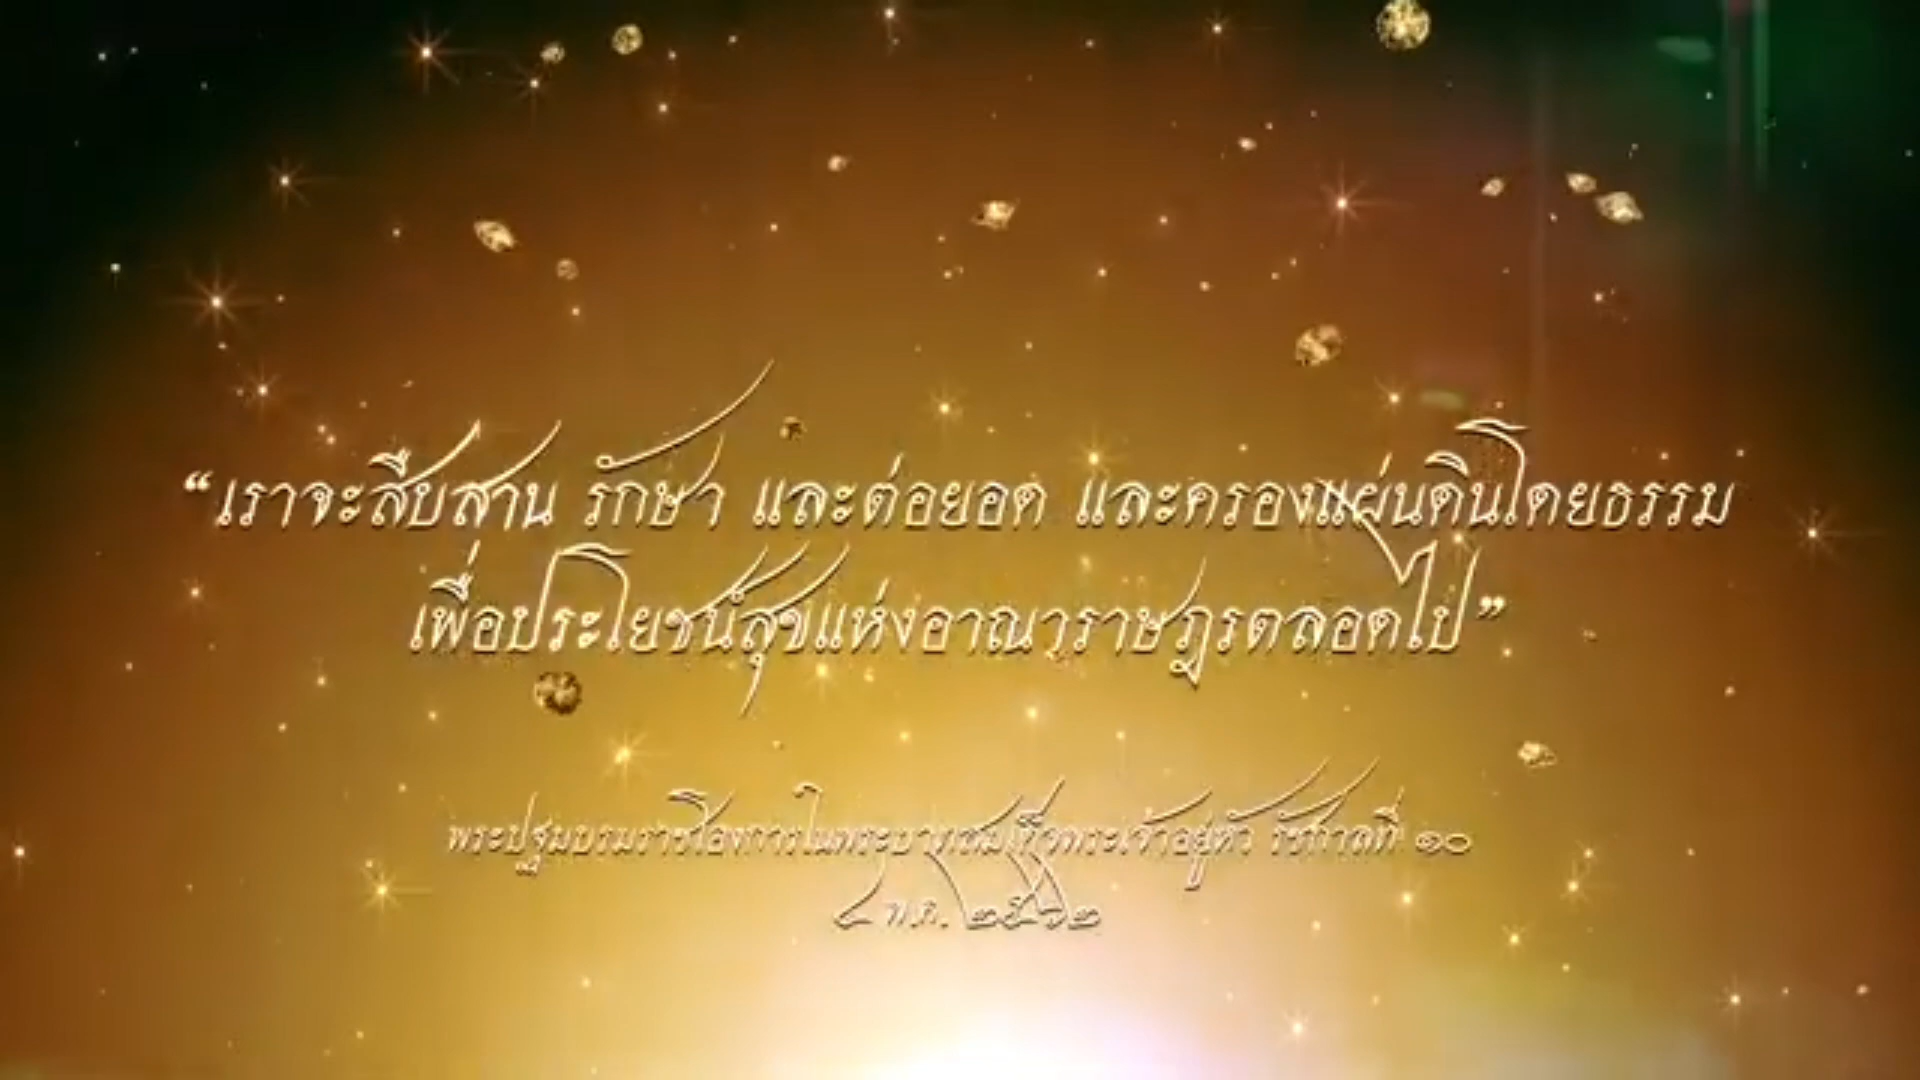 “เราจะสืบสาน รักษา และต่อยอด และครองแผ่นดินโดยธรรม
เพื่อประโยชน์สุขแห่งอาณาราษฎรตลอดไป”
พระปฐมบรมราชโองการในพระบาทสมเด็จพระเจ้าอยู่หัว รัชกาลที่ ๑๐
๔ พ.ค. ๒๕๖๒